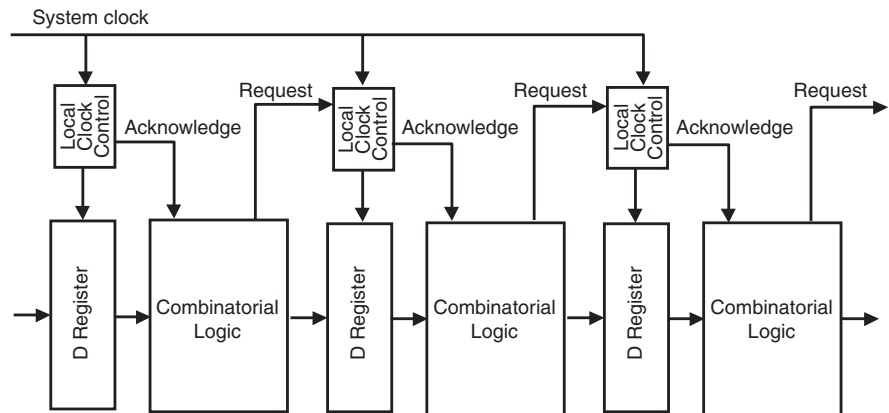 System clock
Local
Clock
Control
Request
Acknowledge
Local
Clock
Control
Request
Acknowledge
Local
Clock
Control
Request
Acknowledge
D Register
Combinatorial
Logic
D Register
Combinatorial
Logic
D Register
Combinatorial
Logic